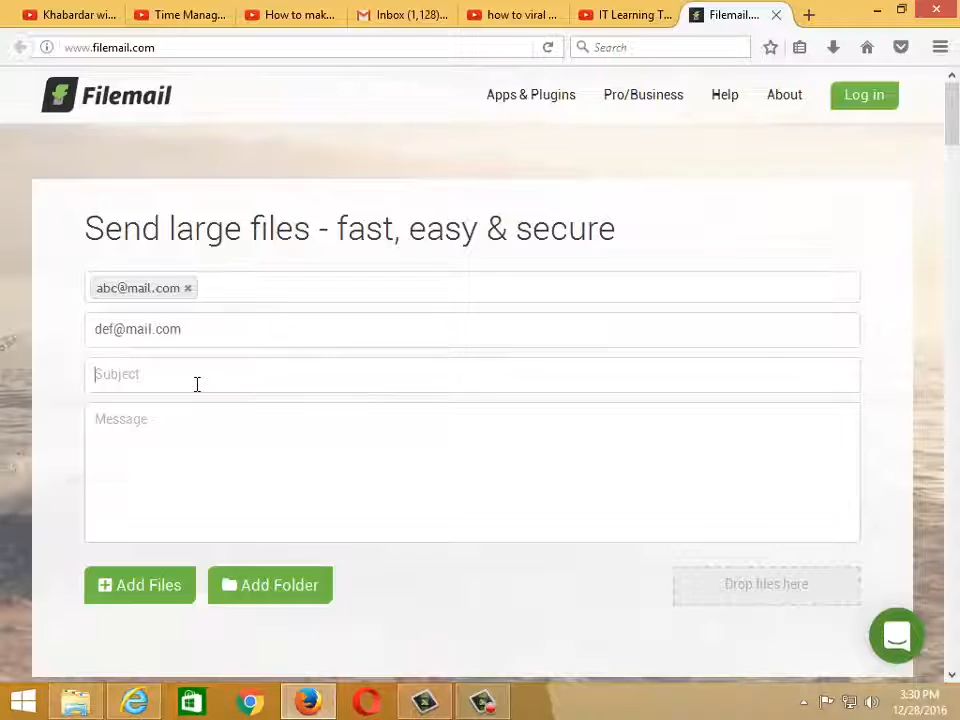 Khabardar wi...
Time Manag...
How to mak...
Inbox (1,128)...
how to viral ...
IT Learning T...
Filemail....
www.filemail.com
Search
Filemail
Apps & Plugins
Pro/Business
Help
About
Log in
Send large files - fast, easy & secure
abc@mail.com
def@mail.com
Subject
Message
Add Files
Add Folder
Drop files here
3:30 PM
12/28/2016